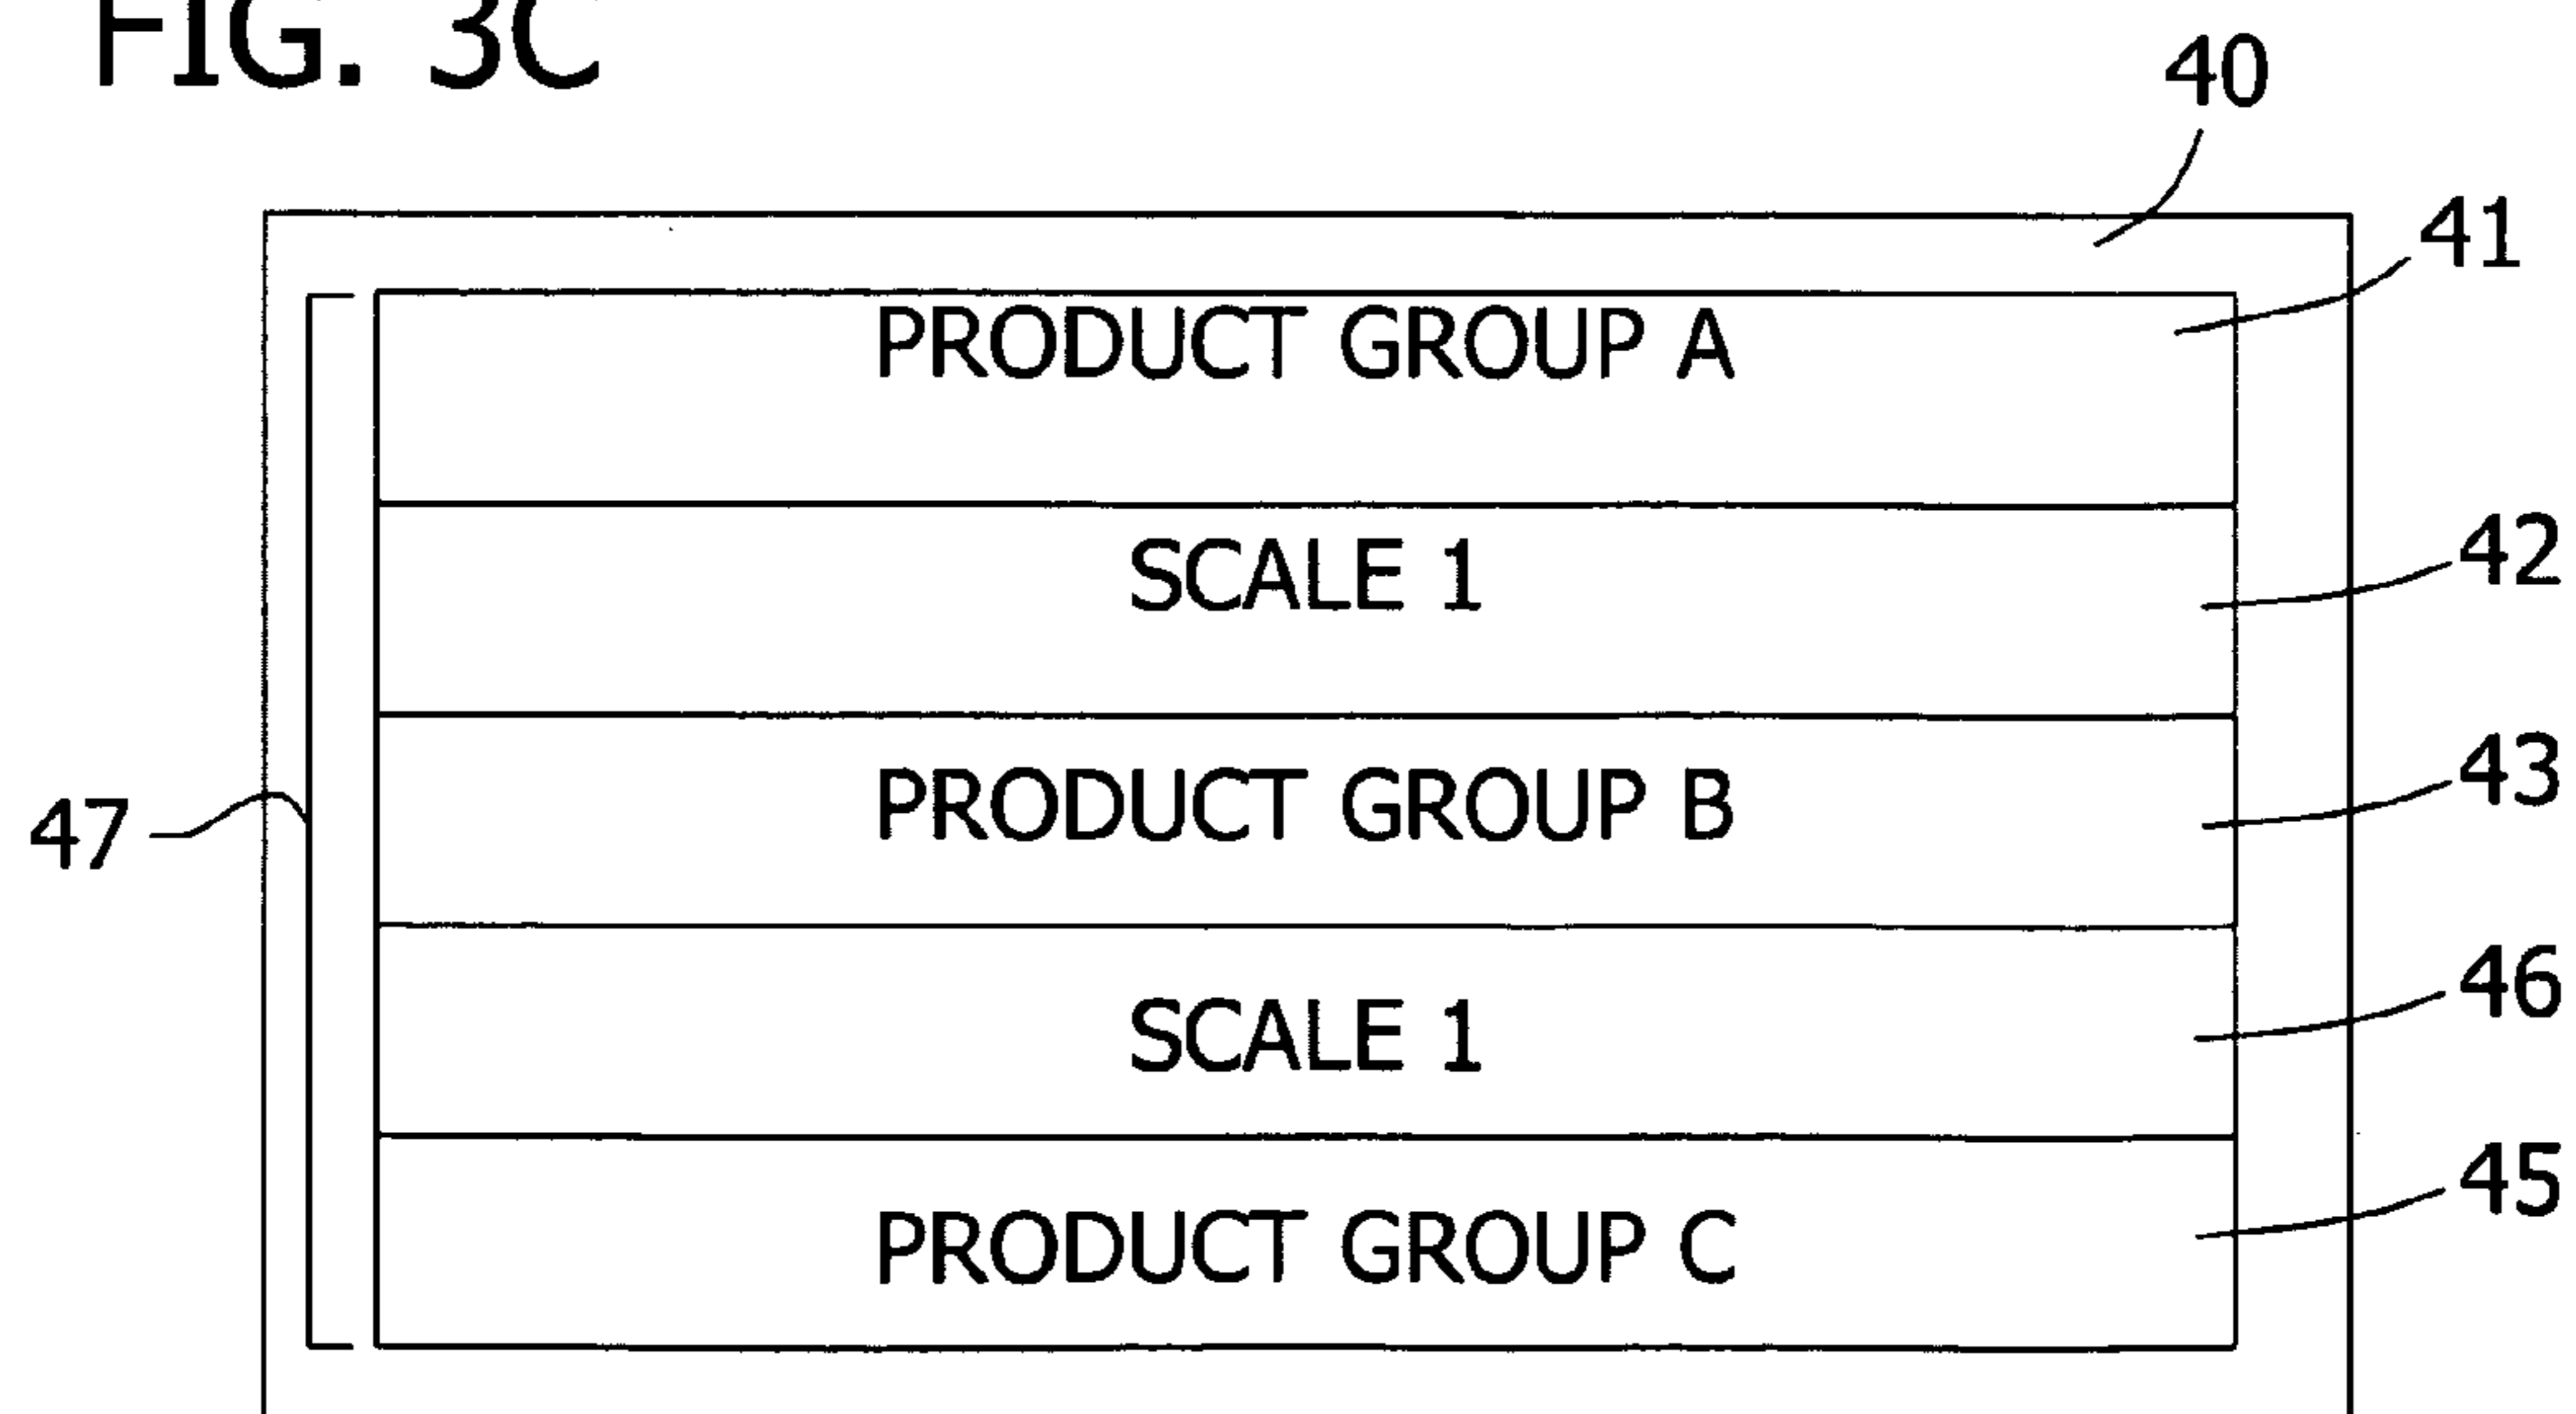 FIG. 3C
40
PRODUCT GROUP A 41
SCALE 1 42
PRODUCT GROUP B 43
47
SCALE 1 46
PRODUCT GROUP C 45